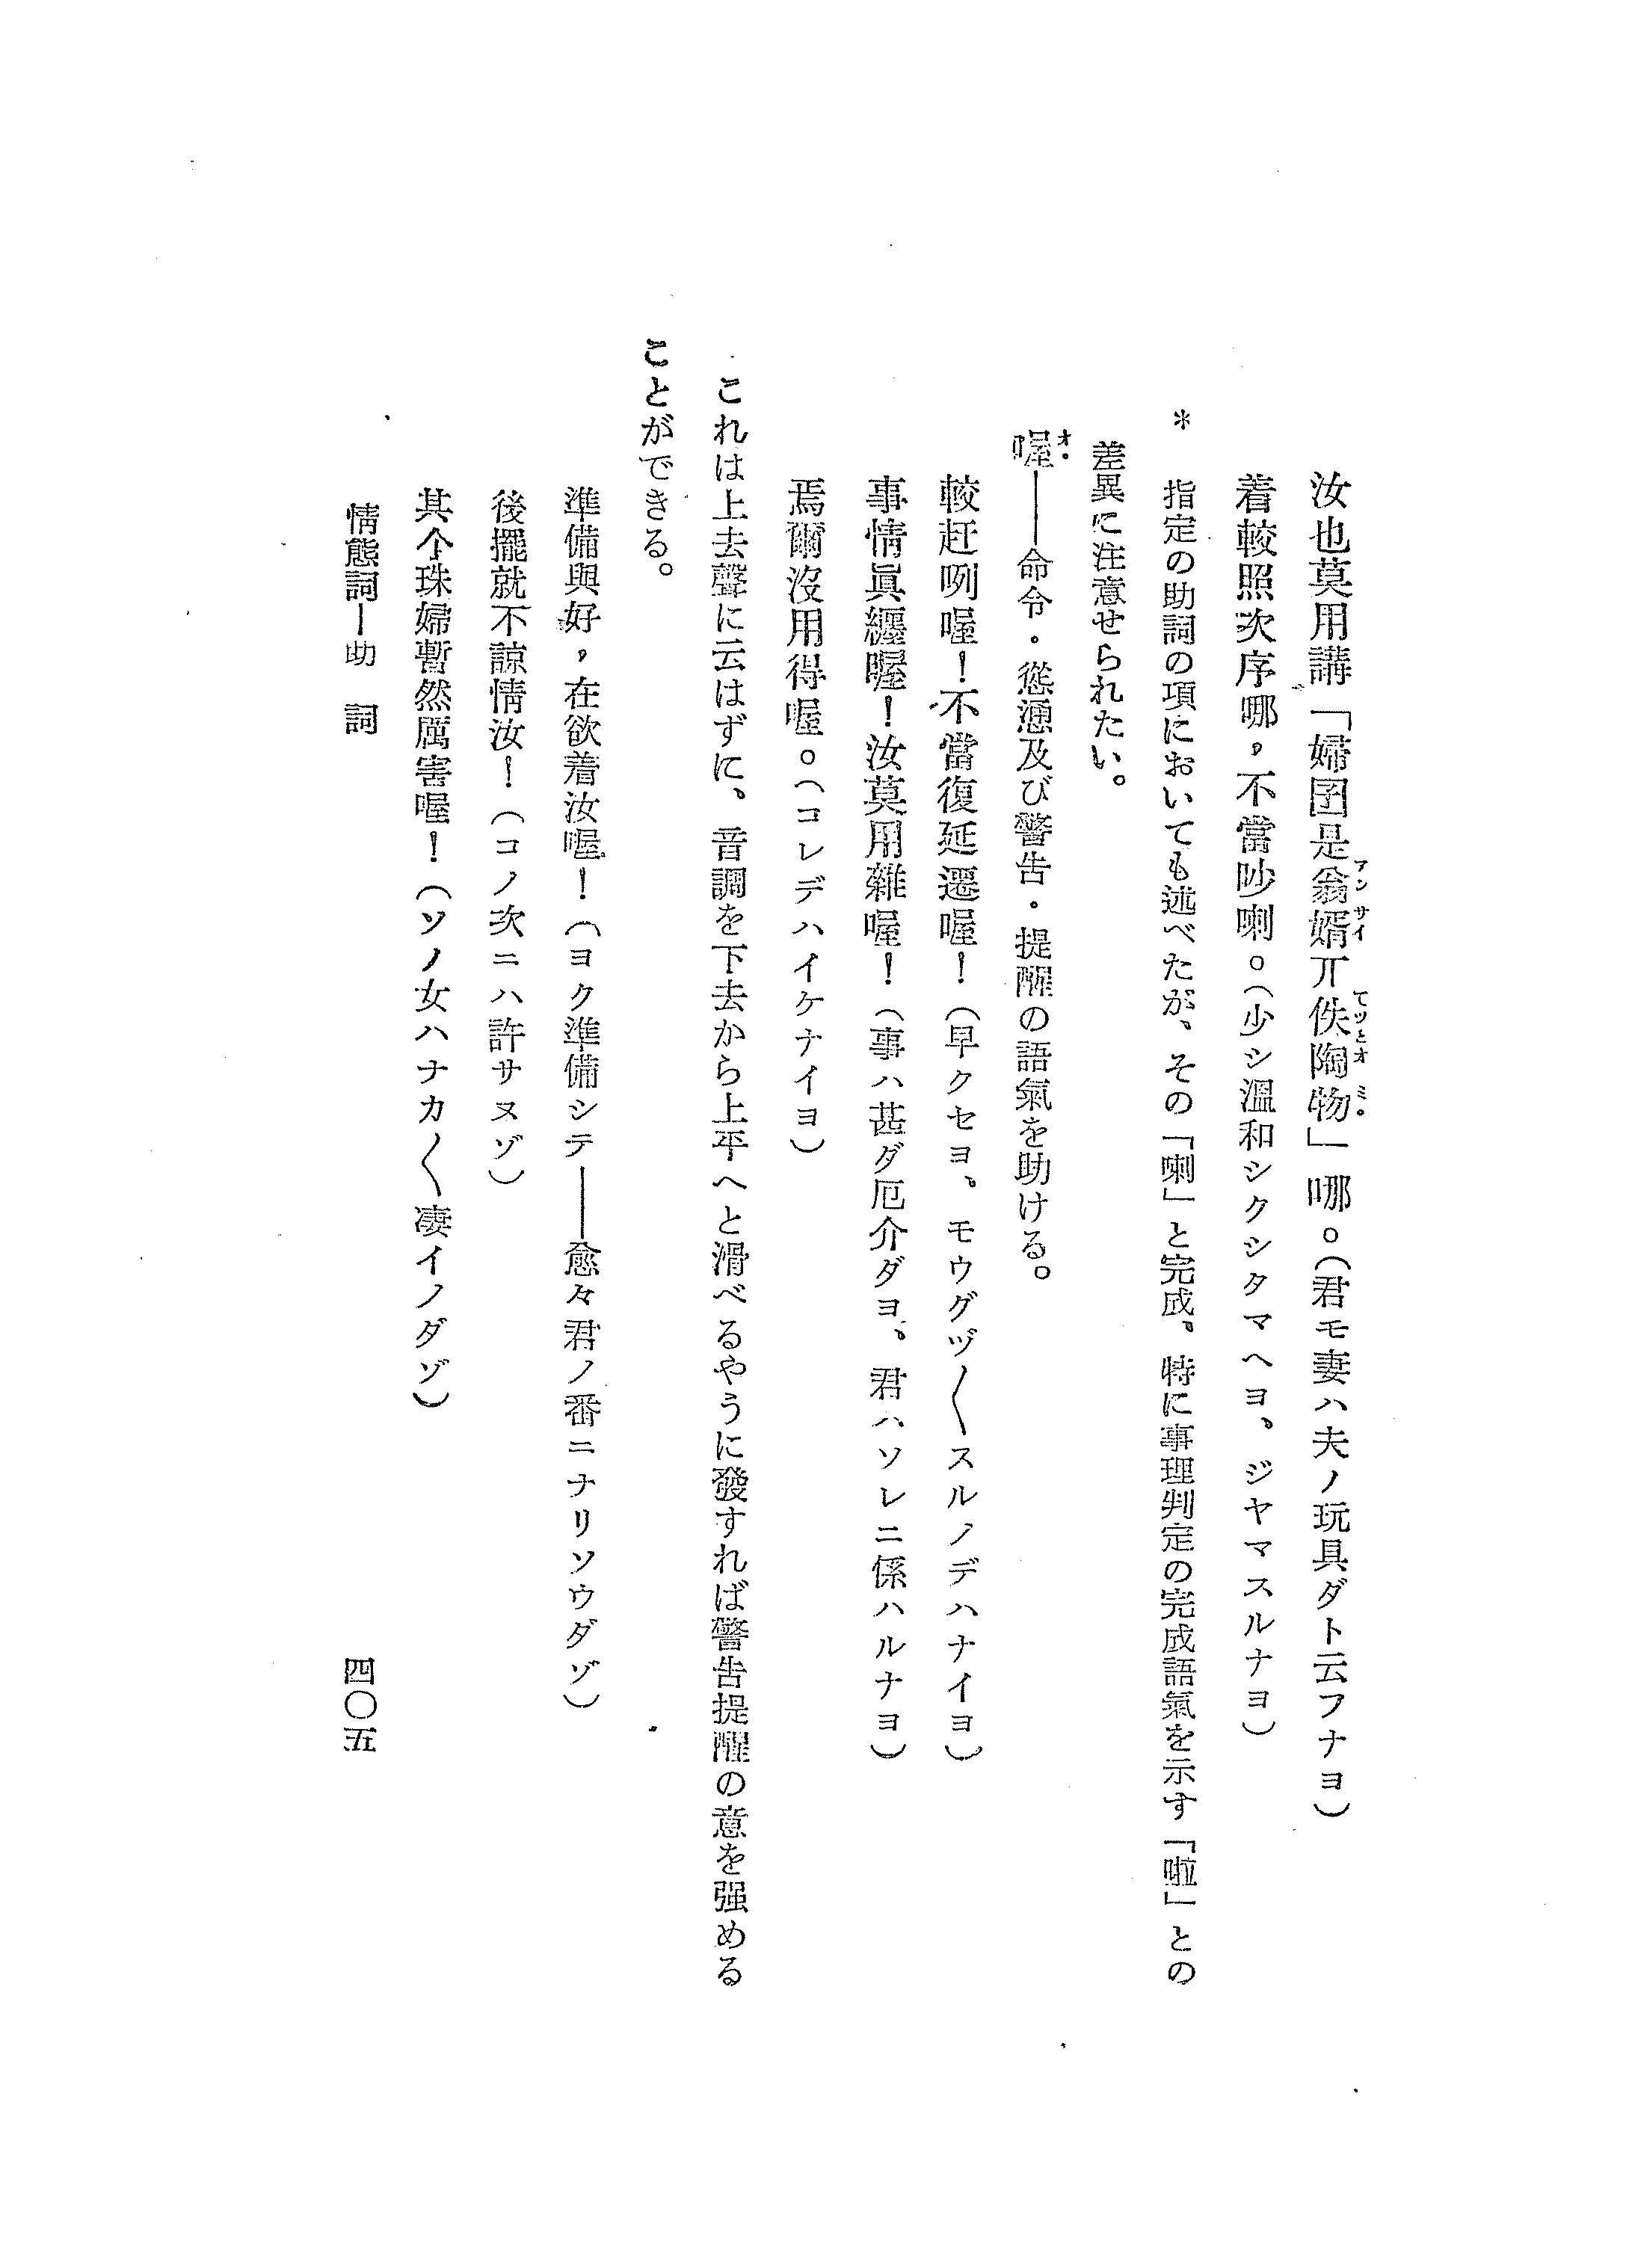 汝也莫用講「婦囝是翁婿丌佚陶物」哪。(君モ妻ハ夫ノ玩具ダト云フナヨ)
アンサイ てツとオ ミ。
着較照次序哪，不當吵喇。(少シ溫和シクシタマヘヨ、ジヤマスルナヨ)
* 指定の助詞の項においても述べたが、その「喇」と完成、特に事理判定の完成語氣を示す「啦」との
差異に注意せられたい。
喔――命令・慫慂及び警告・提醒の語氣を助ける。
オ。
較赶咧喔！不當復延遷喔！(早クセヨ、モウグヅ〱スルノデハナイヨ)
事情眞纒喔！汝莫用雜喔！(事ハ甚ダ厄介ダヨ、君ハソレニ係ハルナヨ)
焉爾沒用得喔。(コレデハイケナイヨ)
これは上去聲に云はずに、音調を下去から上平へと滑べるやうに發すれば警告提醒の意を强める
ことができる。
準備與好，在欲着汝喔！(ヨク準備シテ――愈々君ノ番ニナリソウダゾ)
後擺就不諒情汝！(コノ次ニハ許サヌゾ)
其个珠婦暫然厲害喔！(ソノ女ハナカ〱凄イノダゾ)
情態詞―助　詞
四〇五